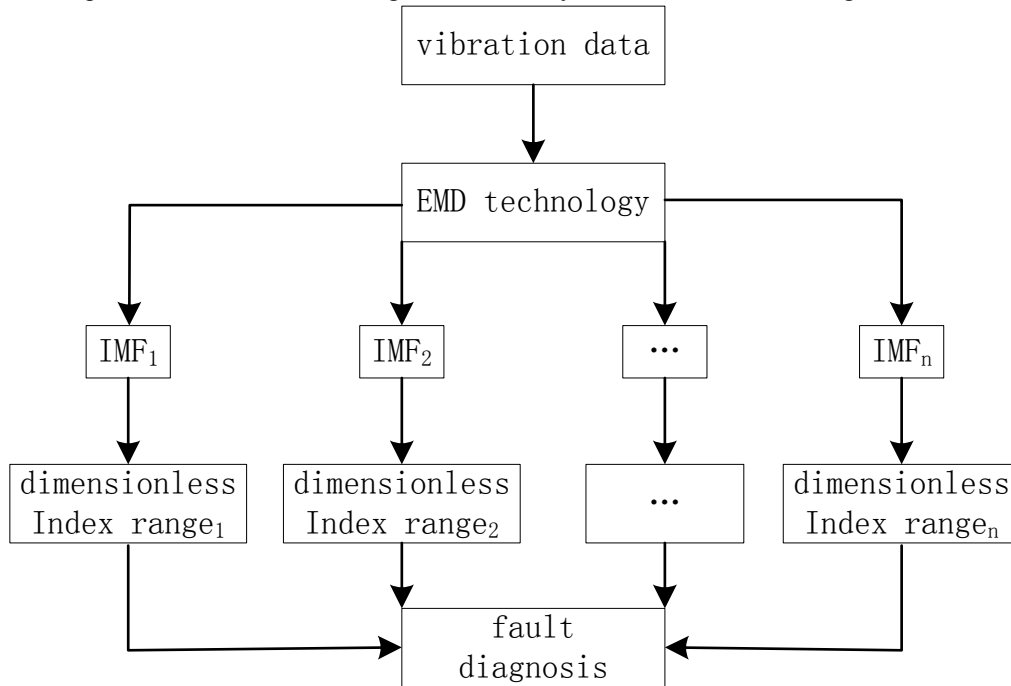 vibration data
EMD technology
IMF₁
IMF₂
...
IMFₙ
dimensionless
Index range₁
dimensionless
Index range₂
...
dimensionless
Index rangeₙ
fault
diagnosis